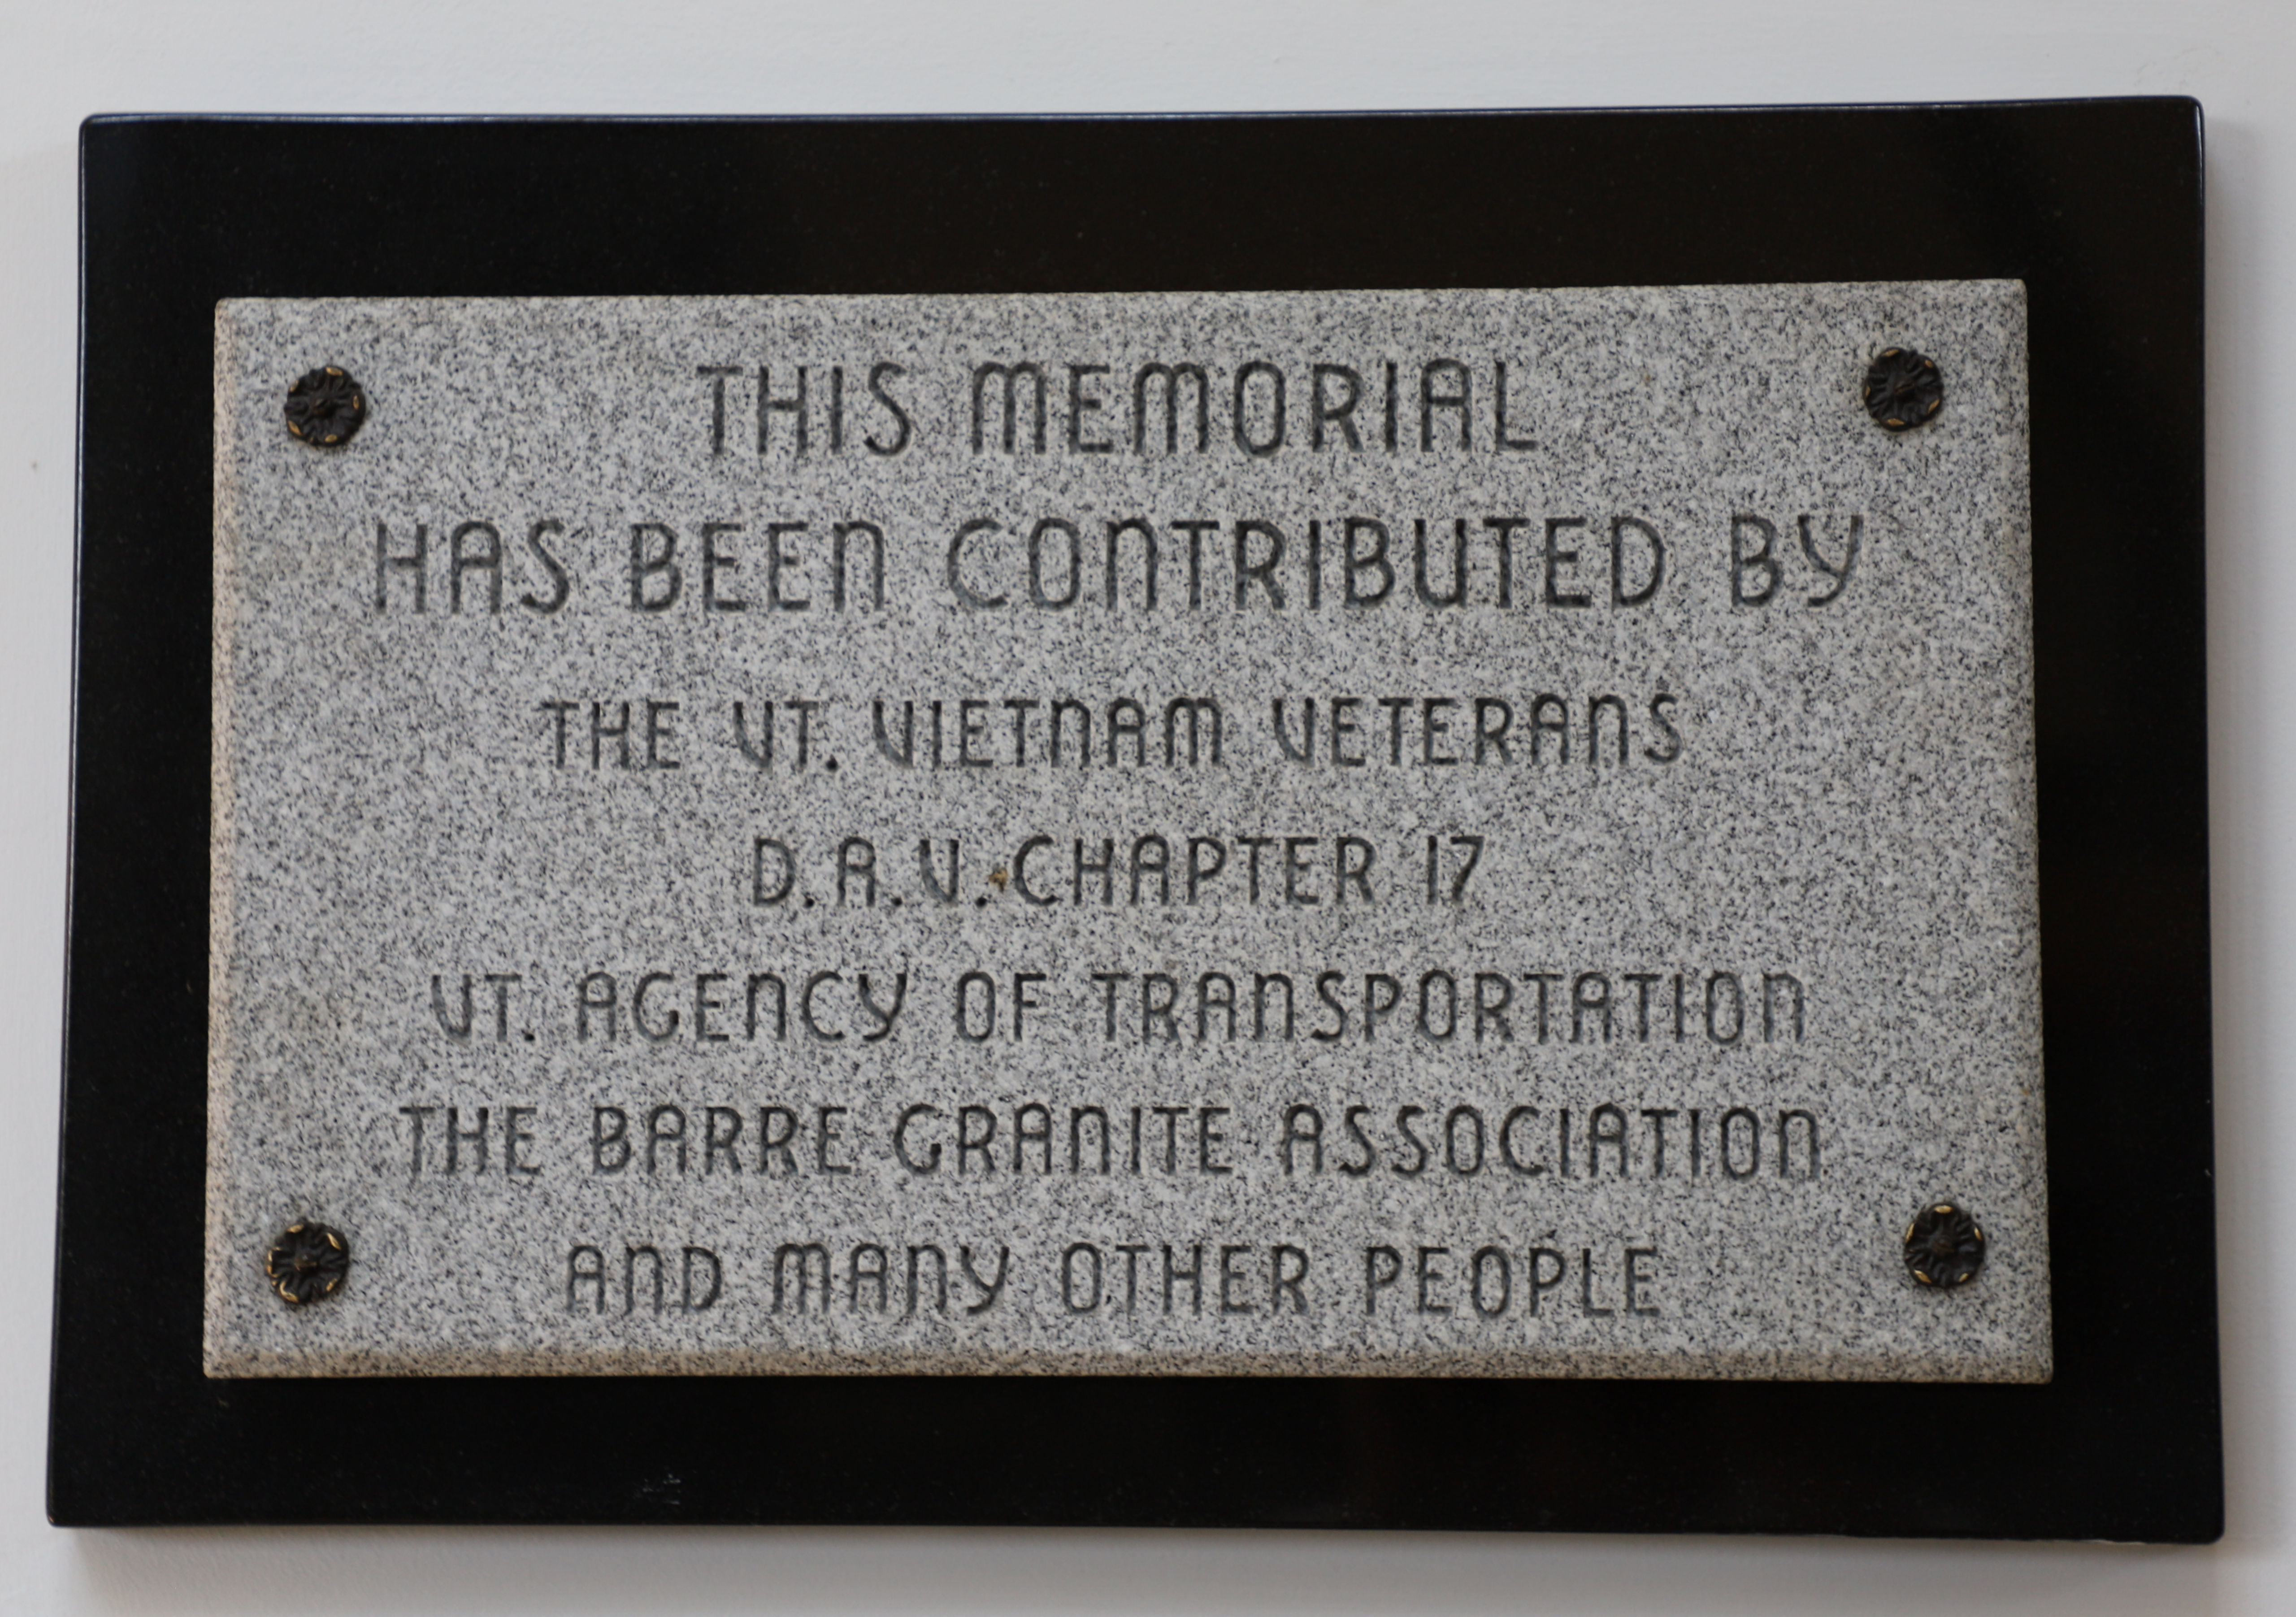 THIS MEMORIAL
HAS BEEN CONTRIBUTED BY
THE VT. VIETNAM VETERANS
D.A.V. CHAPTER 17
VT. AGENCY OF TRANSPORTATION
THE BARRE GRANITE ASSOCIATION
AND MANY OTHER PEOPLE